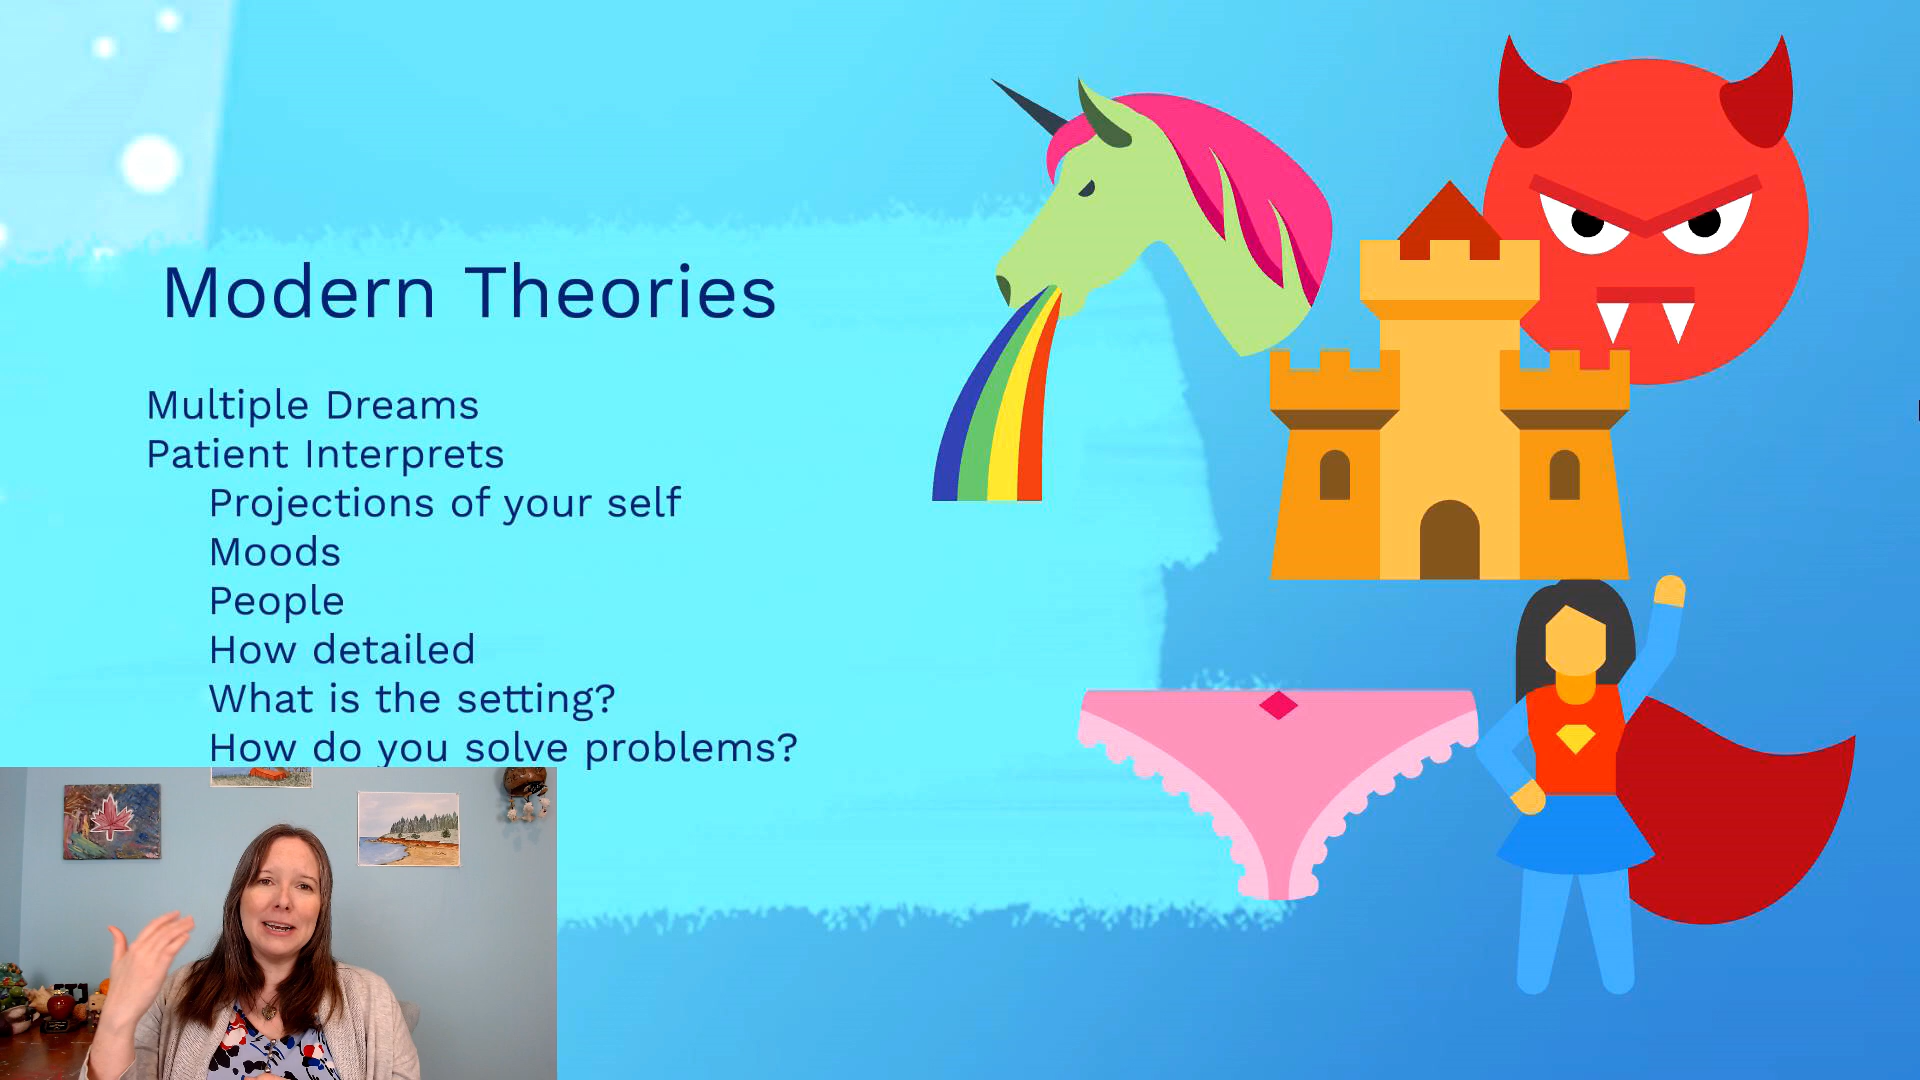 Modern Theories
Multiple Dreams
Patient Interprets
Projections of your self
Moods
People
How detailed
What is the setting?
How do you solve problems?